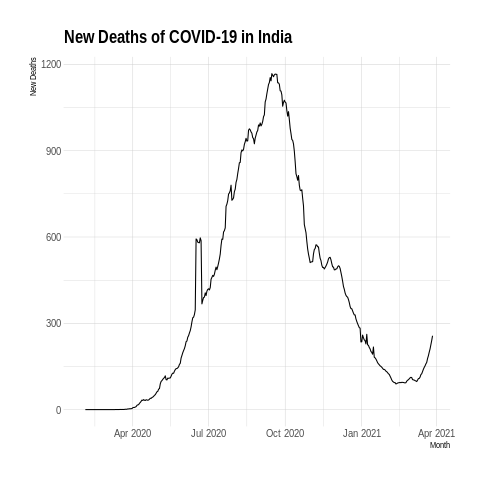 New Deaths of COVID-19 in India
New Deaths
1200
900
600
300
0
Apr 2020 Jul 2020 Oct 2020 Jan 2021 Apr 2021
Month